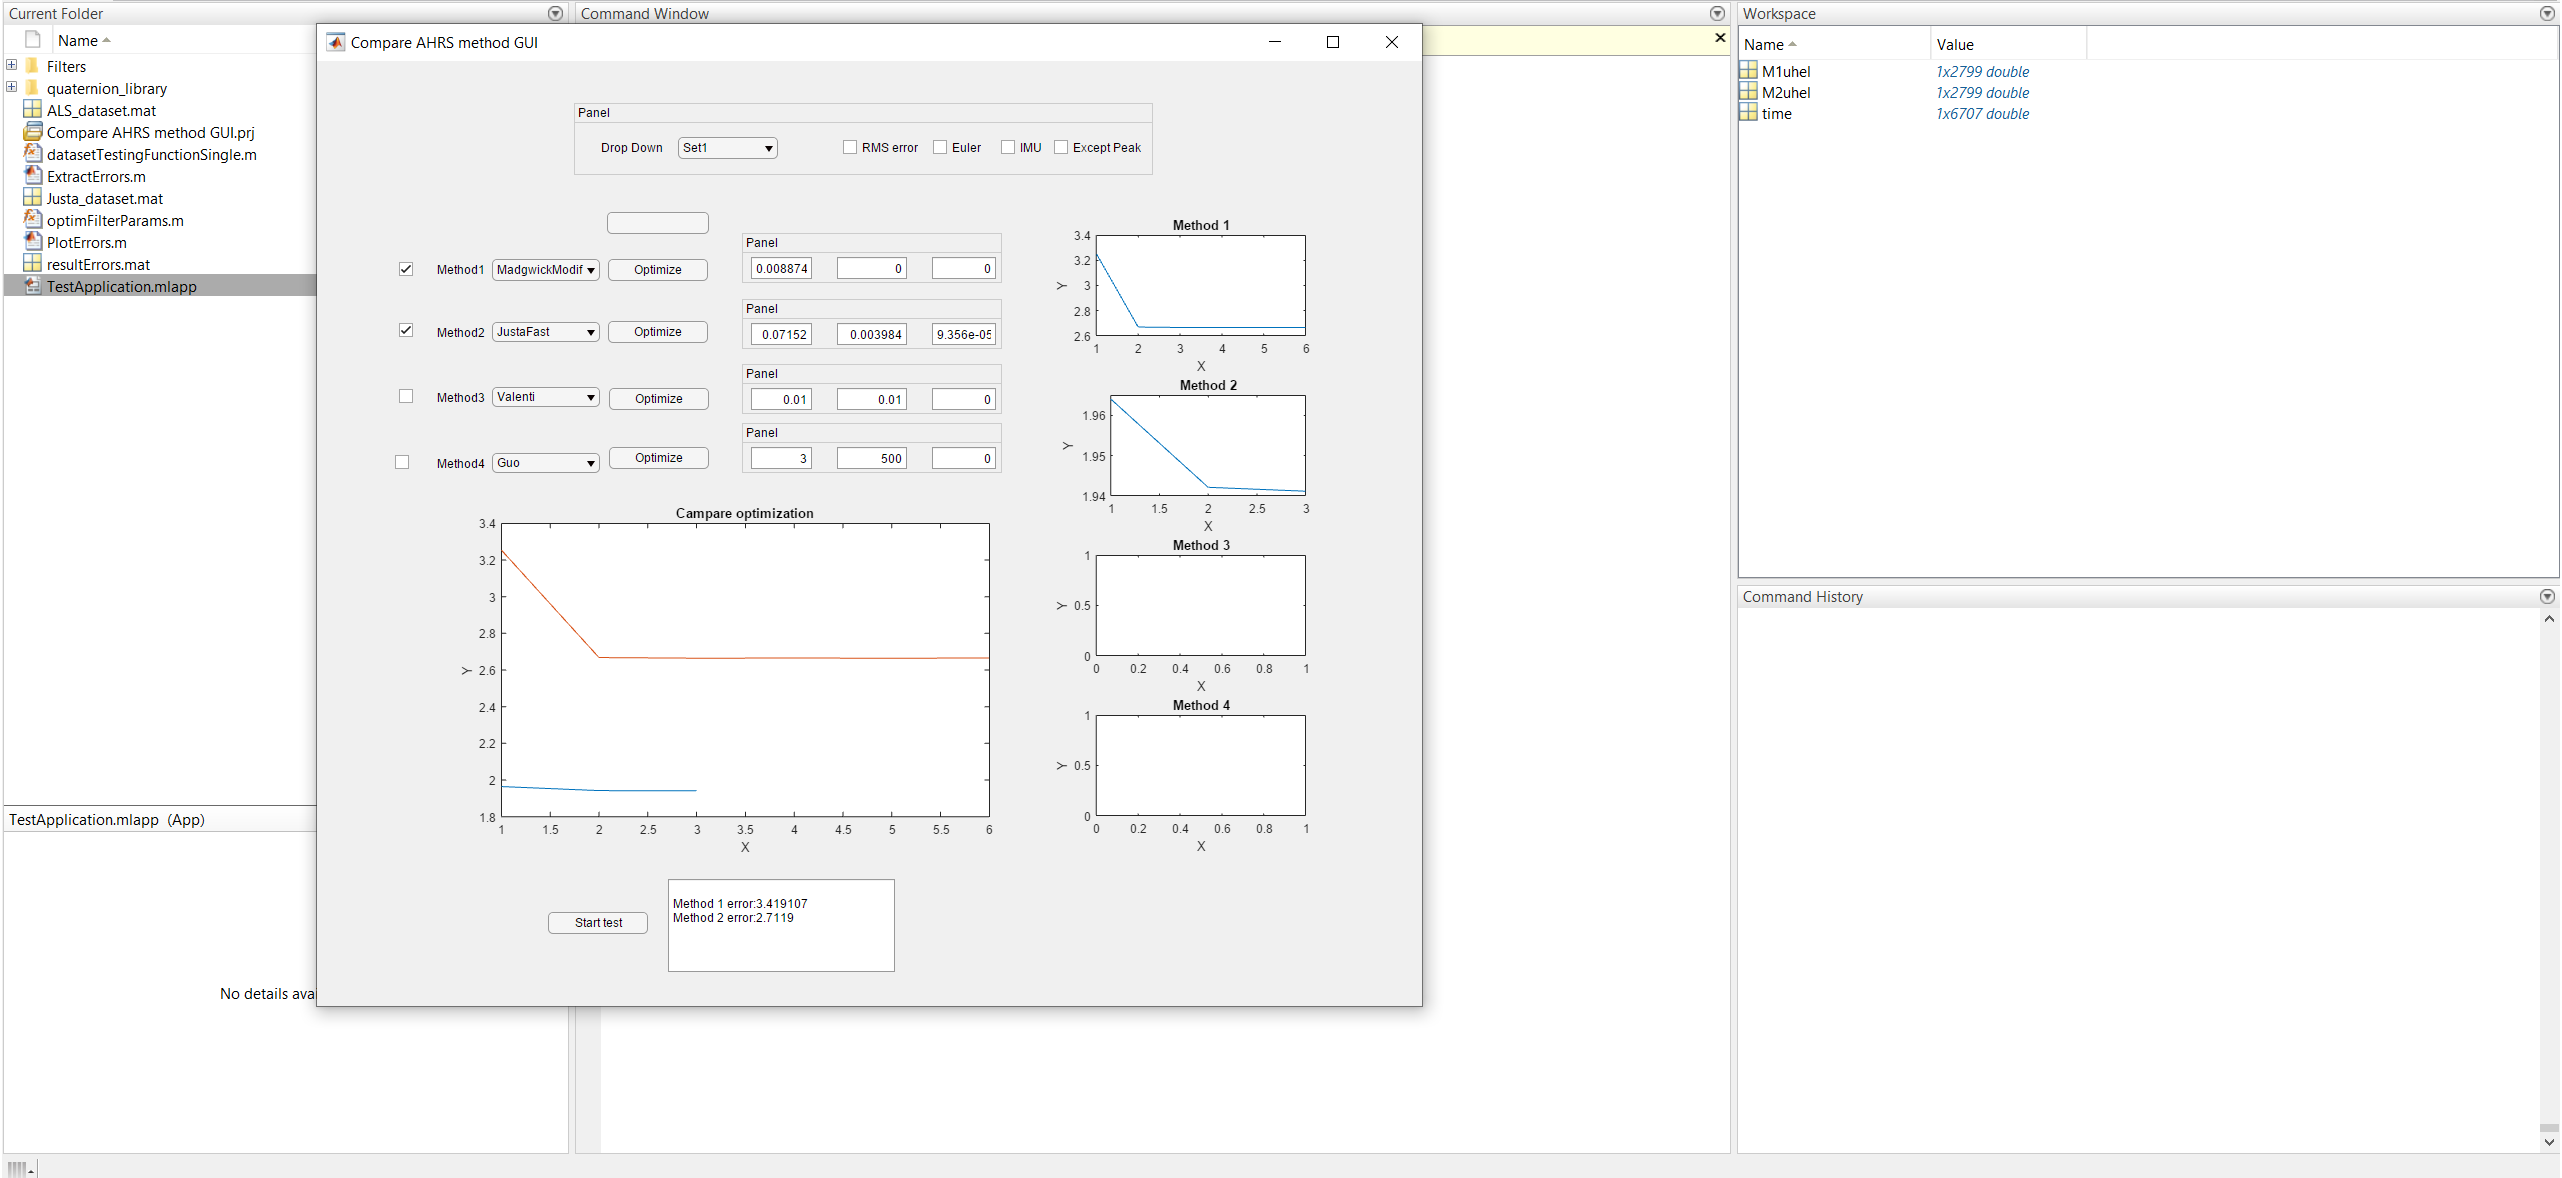 Current Folder
Name
Filters
quaternion_library
ALS_dataset.mat
Compare AHRS method GUI.prj
datasetTestingFunctionSingle.m
ExtractErrors.m
Justa_dataset.mat
optimFilterParams.m
PlotErrors.m
resultErrors.mat
TestApplication.mlapp
TestApplication.mlapp (App)
No details avai
Command Window
Compare AHRS method GUI
Panel
Drop Down Set1 RMS error Euler IMU Except Peak
Panel
Method1 MadgwickModif Optimize 0.008874 0 0
Panel
Method2 JustaFast Optimize 0.07152 0.003984 9.356e-05
Panel
Method3 Valenti Optimize 0.01 0.01 0
Panel
Method4 Guo Optimize 3 500 0
Campare optimization
3.4
3.2
3
2.8
2.6
2.4
2.2
2
1.8
Y
1 1.5 2 2.5 3 3.5 4 4.5 5 5.5 6
X
Start test
Method 1 error:3.419107
Method 2 error:2.7119
Method 1
3.4
3.2
3
2.8
2.6
Y
1 2 3 4 5 6
X
Method 2
1.96
1.95
1.94
Y
1 1.5 2 2.5 3
X
Method 3
1
0.5
0
Y
0 0.2 0.4 0.6 0.8 1
X
Method 4
1
0.5
0
Y
0 0.2 0.4 0.6 0.8 1
X
Workspace
Name Value
M1uhel 1x2799 double
M2uhel 1x2799 double
time 1x6707 double
Command History